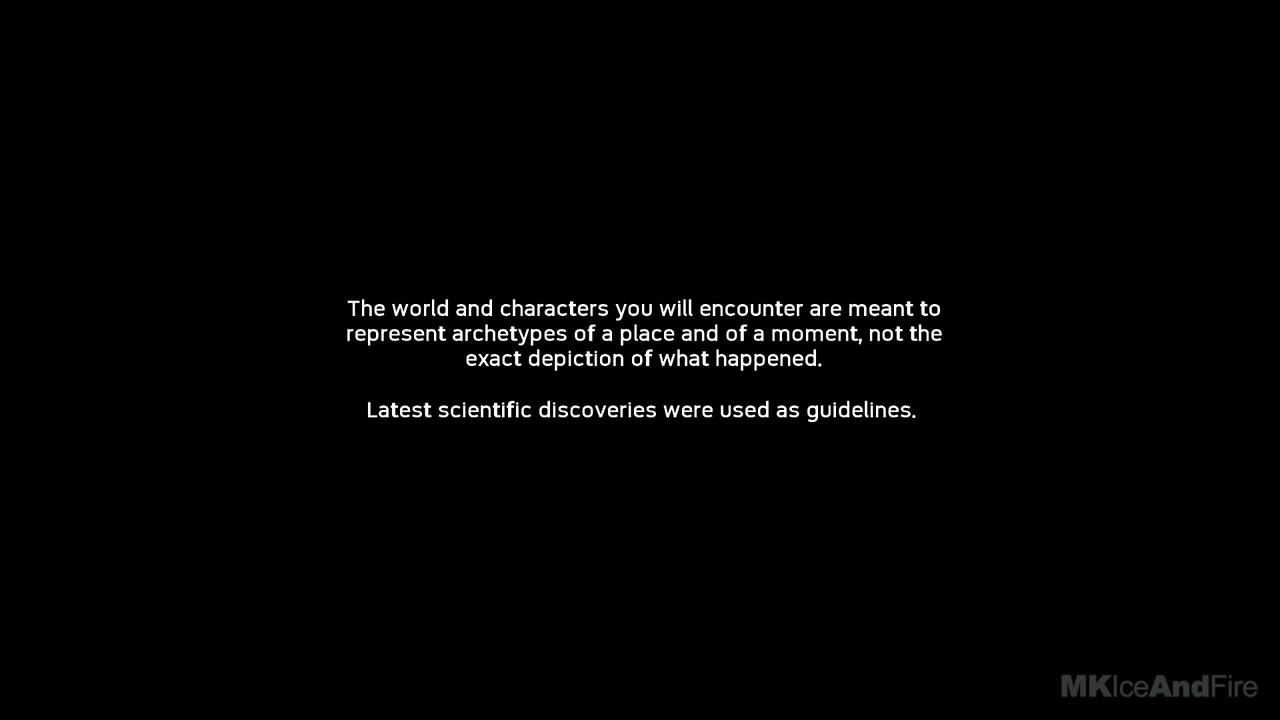 The world and characters you will encounter are meant to
represent archetypes of a place and of a moment, not the
exact depiction of what happened.
Latest scientific discoveries were used as guidelines.
MKIceAndFire